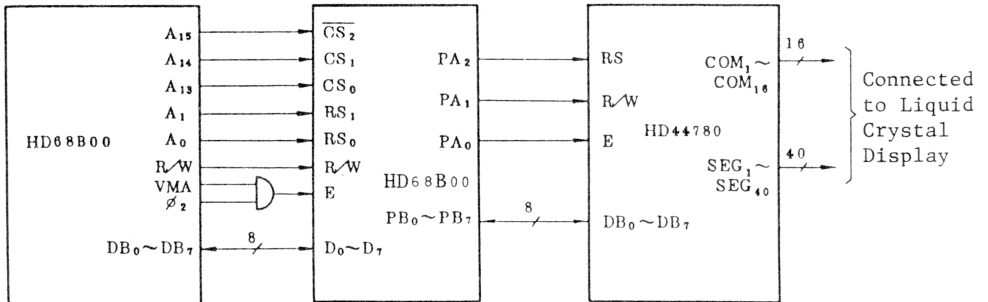 A15
A14
A13
A1
HD68B00
A0
R/W
VMA
ø2
DB0~DB7
8
CS2
CS1
CS0
RS1
RS0
R/W
E
D0~D7
PA2
PA1
PA0
HD68B00
PB0~PB7
8
RS
R/W
E
HD44780
DB0~DB7
COM1~
COM16
SEG1~
SEG40
16
40
Connected
to Liquid
Crystal
Display